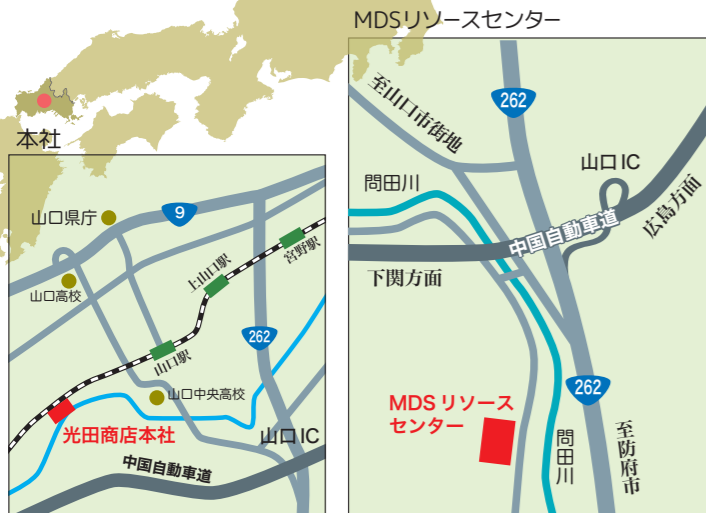 MDSリソースセンター
本社
山口県庁
9
宮野駅
上山口駅
山口高校
山口駅
262
山口中央高校
光田商店本社
山口IC
中国自動車道
262
至山口市街地
山口IC
問田川
広島方面
中国自動車道
下関方面
262
MDSリソース
センター
問田川
至防府市